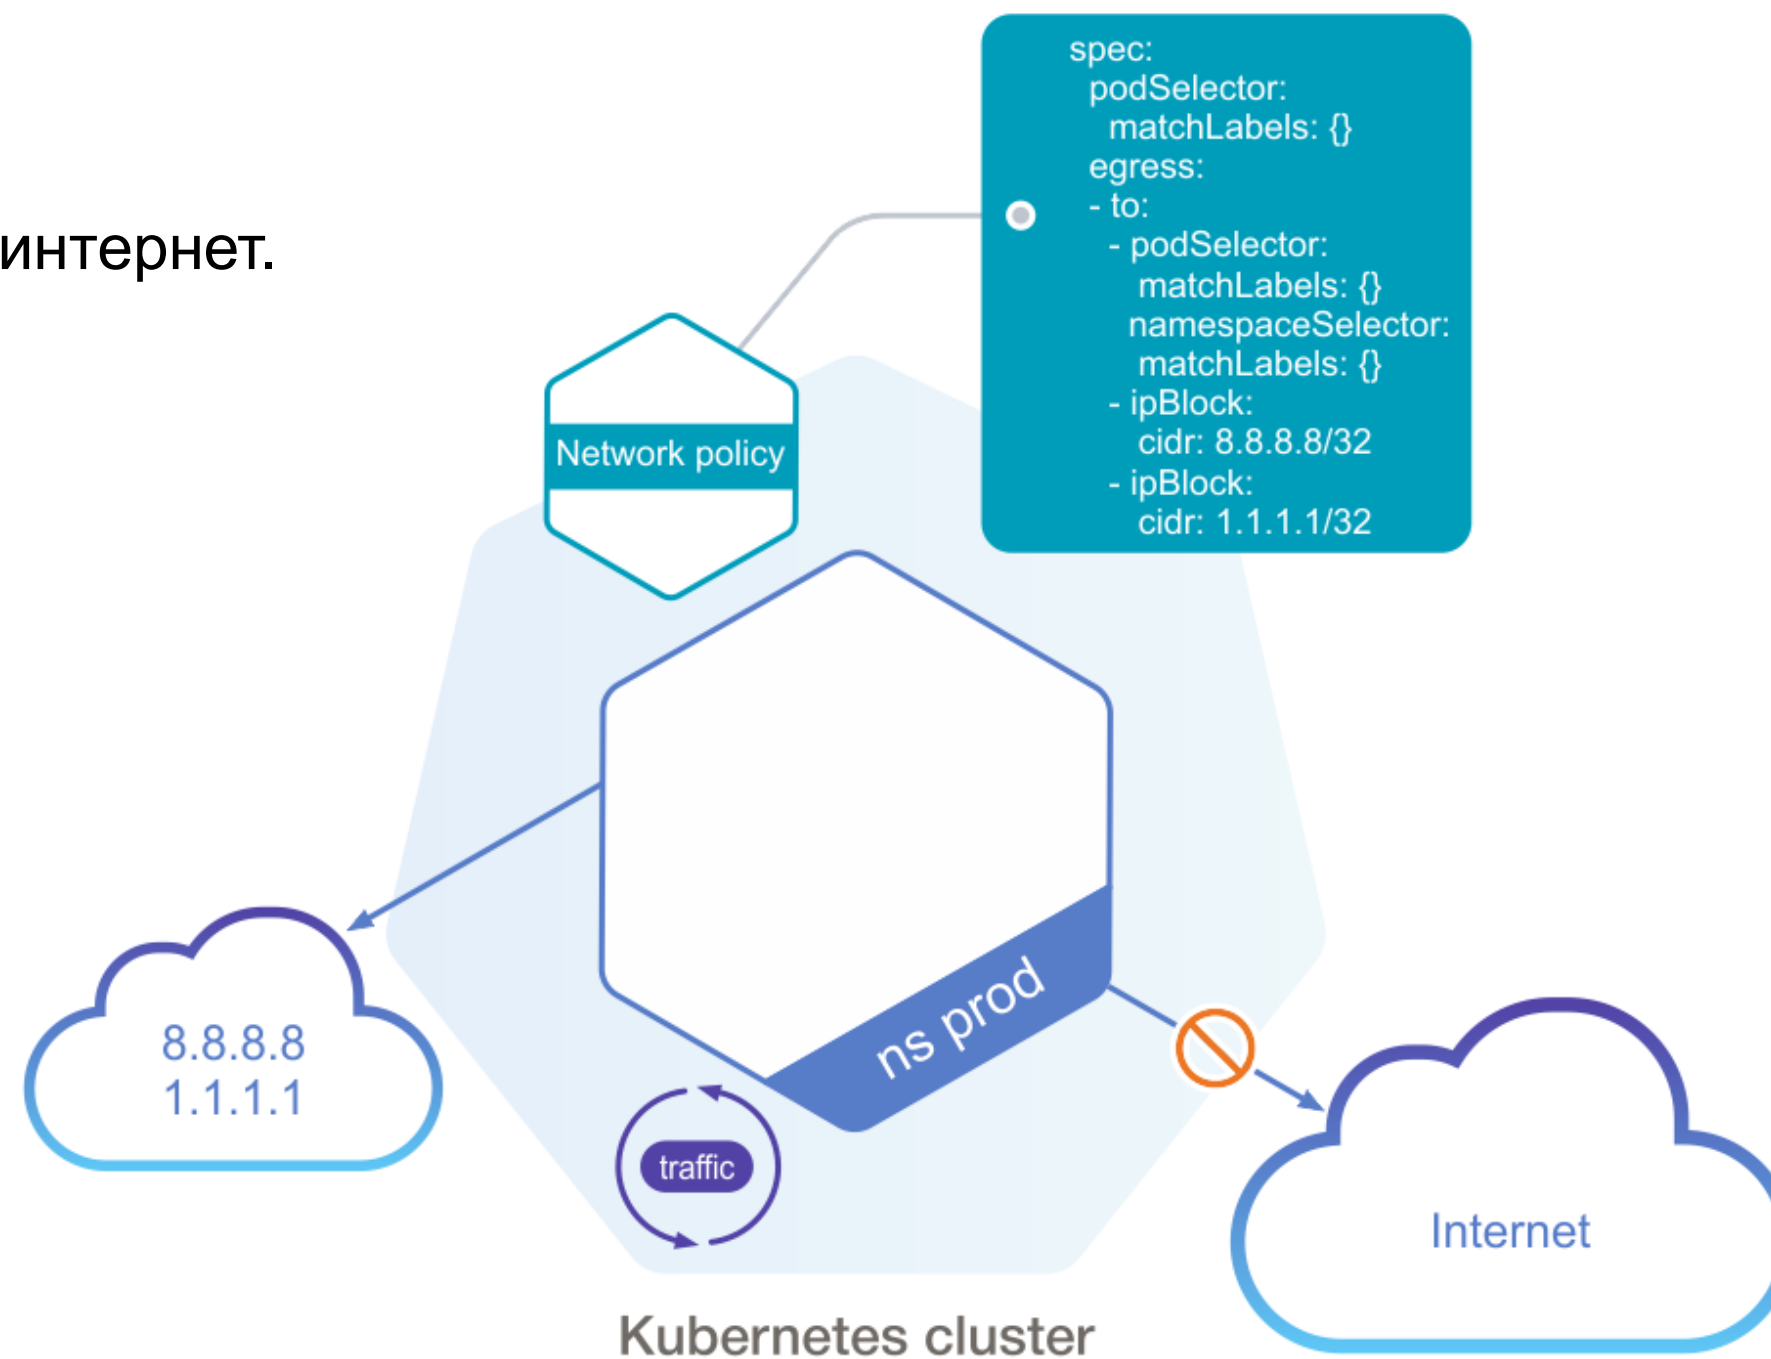 интернет.
spec:
podSelector:
matchLabels: {}
egress:
- to:
- podSelector:
matchLabels: {}
namespaceSelector:
matchLabels: {}
- ipBlock:
cidr: 8.8.8.8/32
- ipBlock:
cidr: 1.1.1.1/32
Network policy
ns prod
8.8.8.8
1.1.1.1
traffic
Internet
Kubernetes cluster